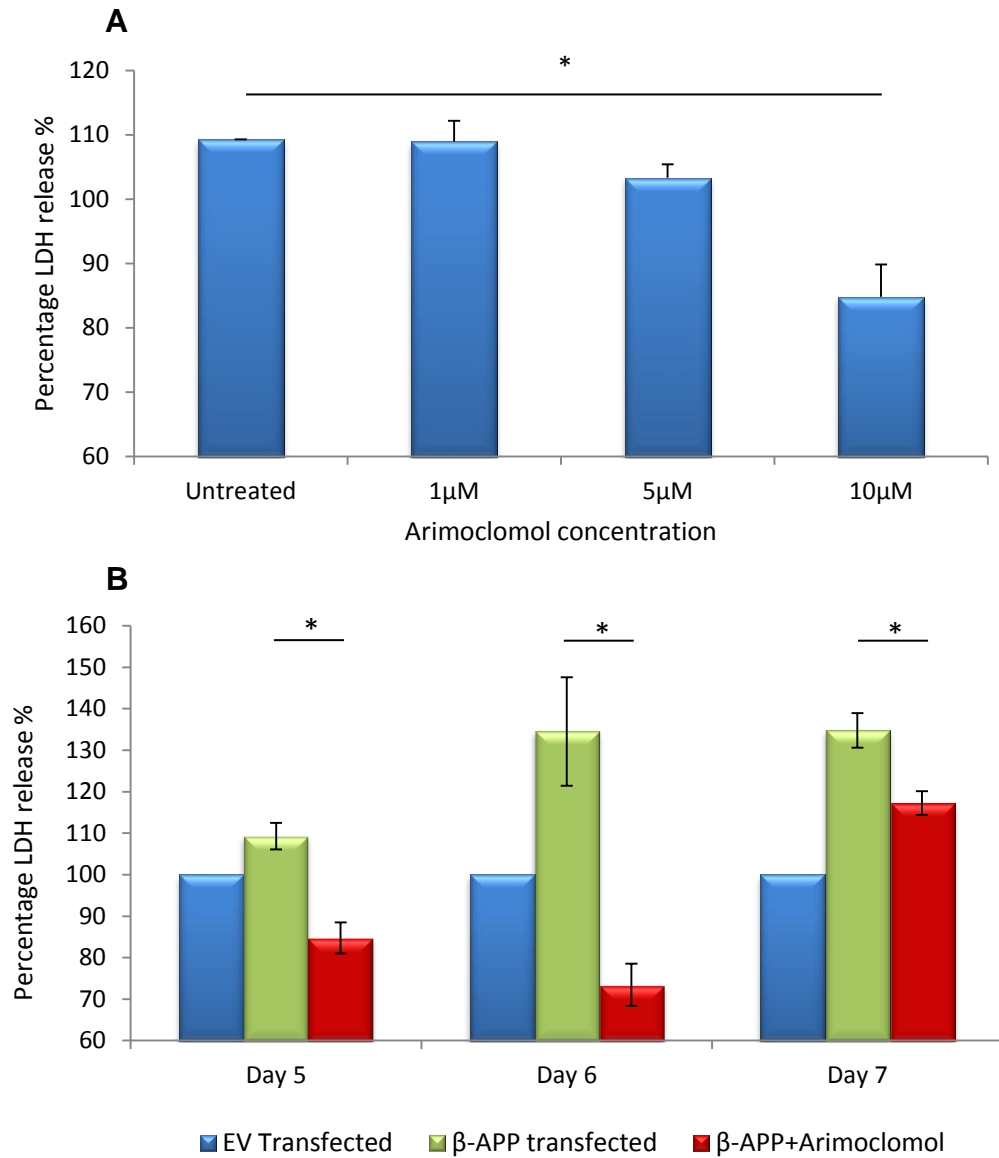 A
*
120
110
100
90
80
70
60
Percentage LDH release %
Untreated 1µM 5µM 10µM
Arimoclomol concentration
B
* * *
160
150
140
130
120
110
100
90
80
70
60
Percentage LDH release %
Day 5 Day 6 Day 7
EV Transfected β-APP transfected β-APP+Arimoclomol